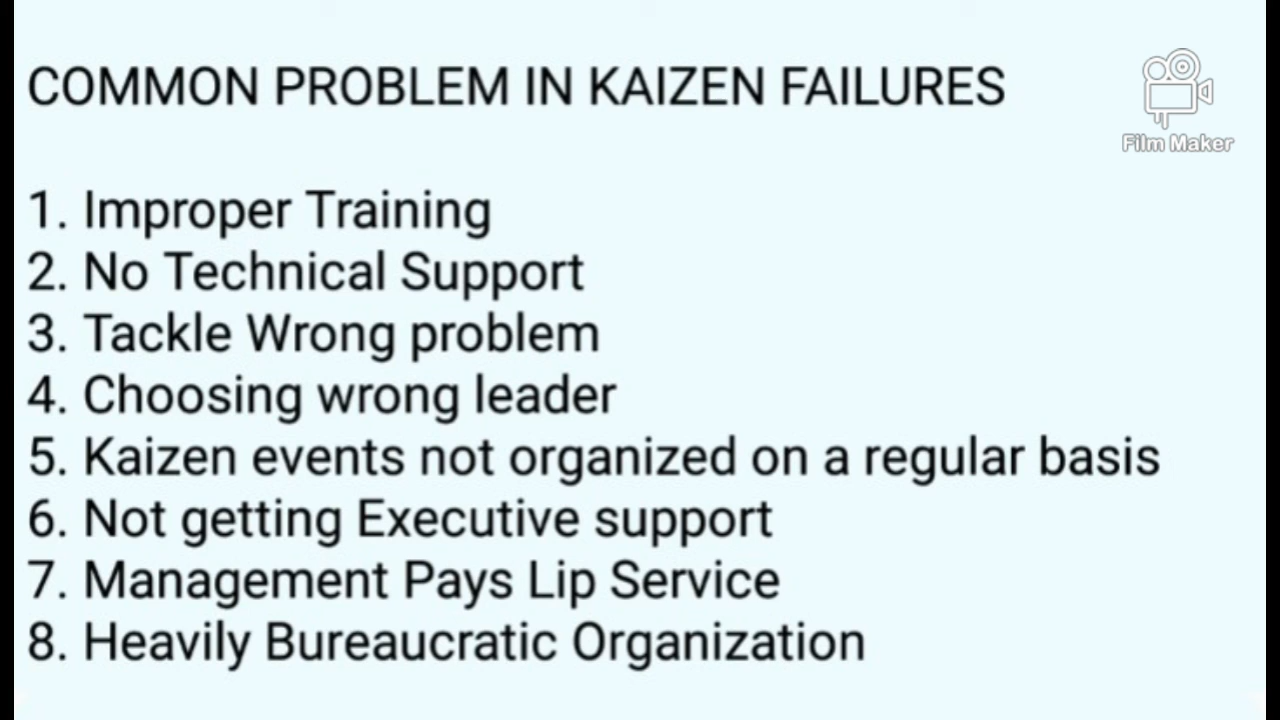 COMMON PROBLEM IN KAIZEN FAILURES
Film Maker
1. Improper Training
2. No Technical Support
3. Tackle Wrong problem
4. Choosing wrong leader
5. Kaizen events not organized on a regular basis
6. Not getting Executive support
7. Management Pays Lip Service
8. Heavily Bureaucratic Organization